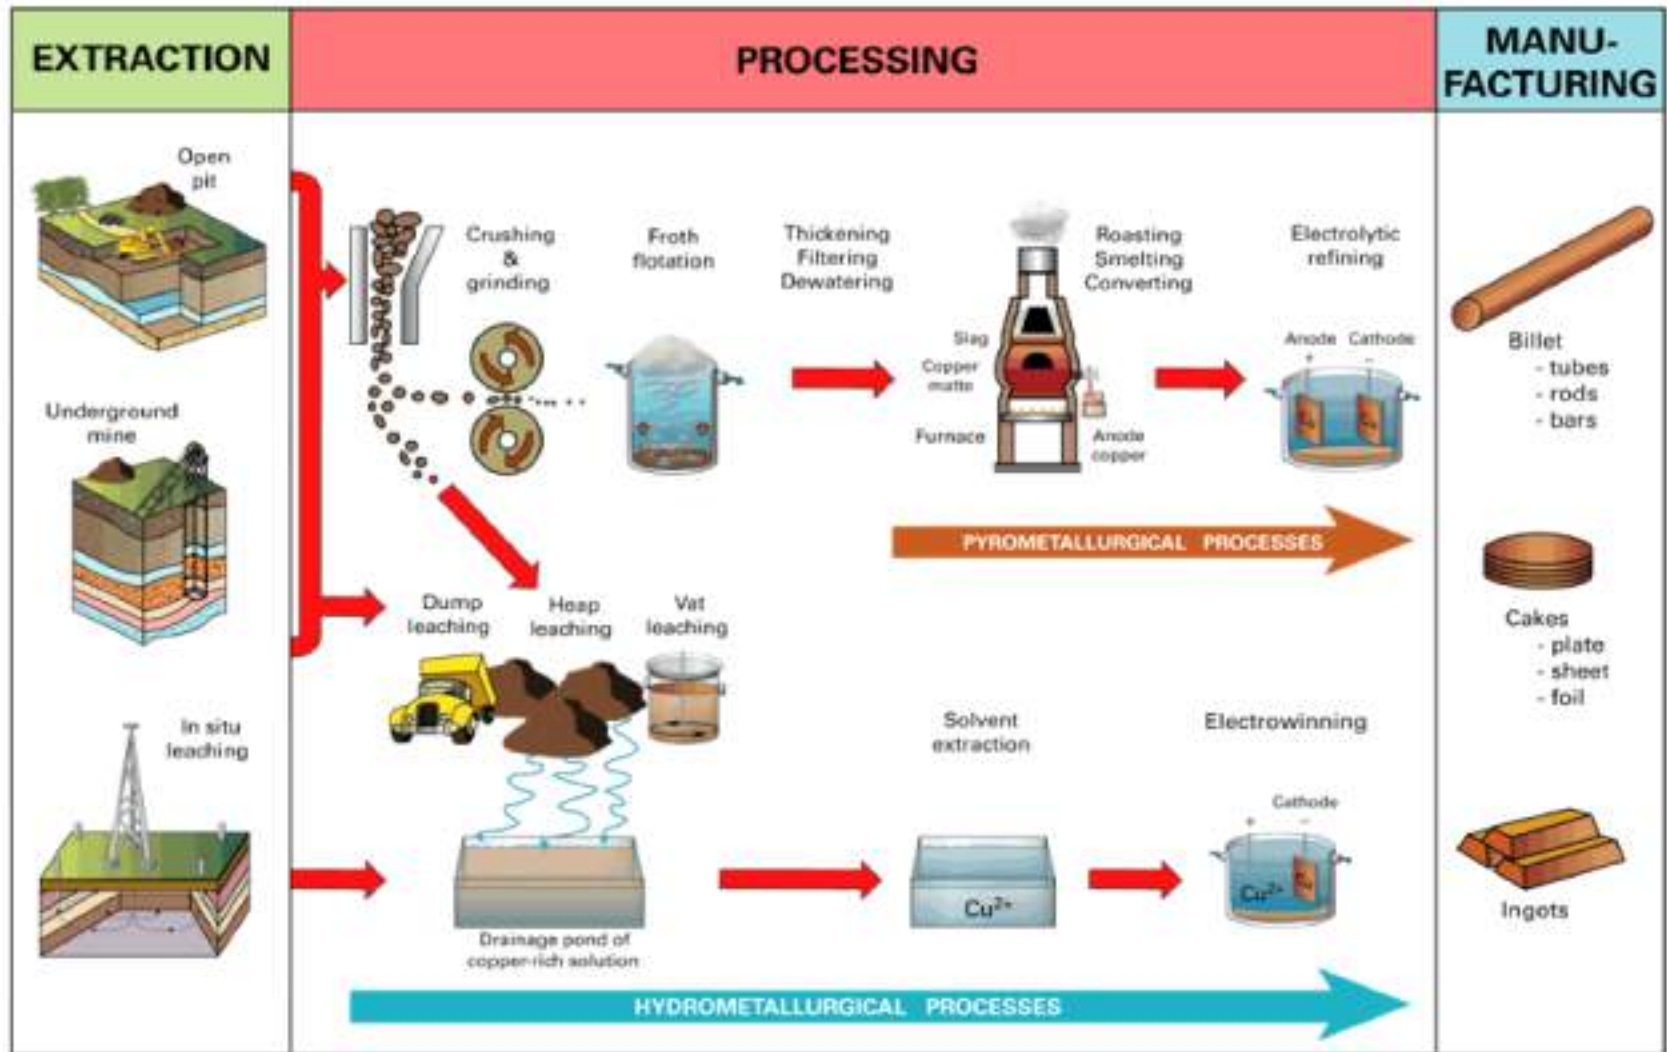 EXTRACTION
PROCESSING
MANU-
FACTURING
Open
pit
Underground
mine
In situ
leaching
Crushing
&
grinding
Froth
flotation
Thickening
Filtering
Dewatering
Roasting
Smelting
Converting
Slag
Copper
matte
Furnace
Anode
copper
Electrolytic
refining
Anode Cathode
+ -
Cu
PYROMETALLURGICAL PROCESSES
Dump
leaching
Heap
leaching
Vat
leaching
Drainage pond of
copper-rich solution
Solvent
extraction
Cu²⁺
Electrowinning
Cathode
+ -
Cu²⁺
Cu
HYDROMETALLURGICAL PROCESSES
Billet
- tubes
- rods
- bars
Cakes
- plate
- sheet
- foil
Ingots